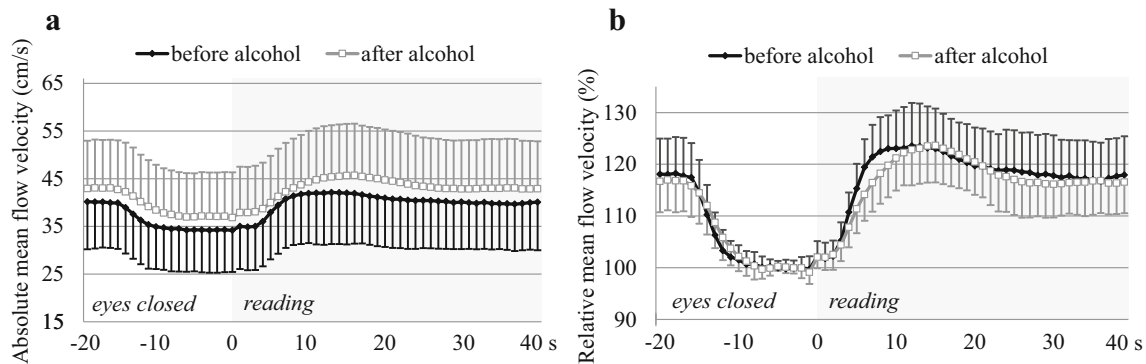 a
before alcohol after alcohol
Absolute mean flow velocity (cm/s)
65
55
45
35
25
15
eyes closed reading
-20 -10 0 10 20 30 40 s
b
before alcohol after alcohol
Relative mean flow velocity (%)
130
120
110
100
90
eyes closed reading
-20 -10 0 10 20 30 40 s